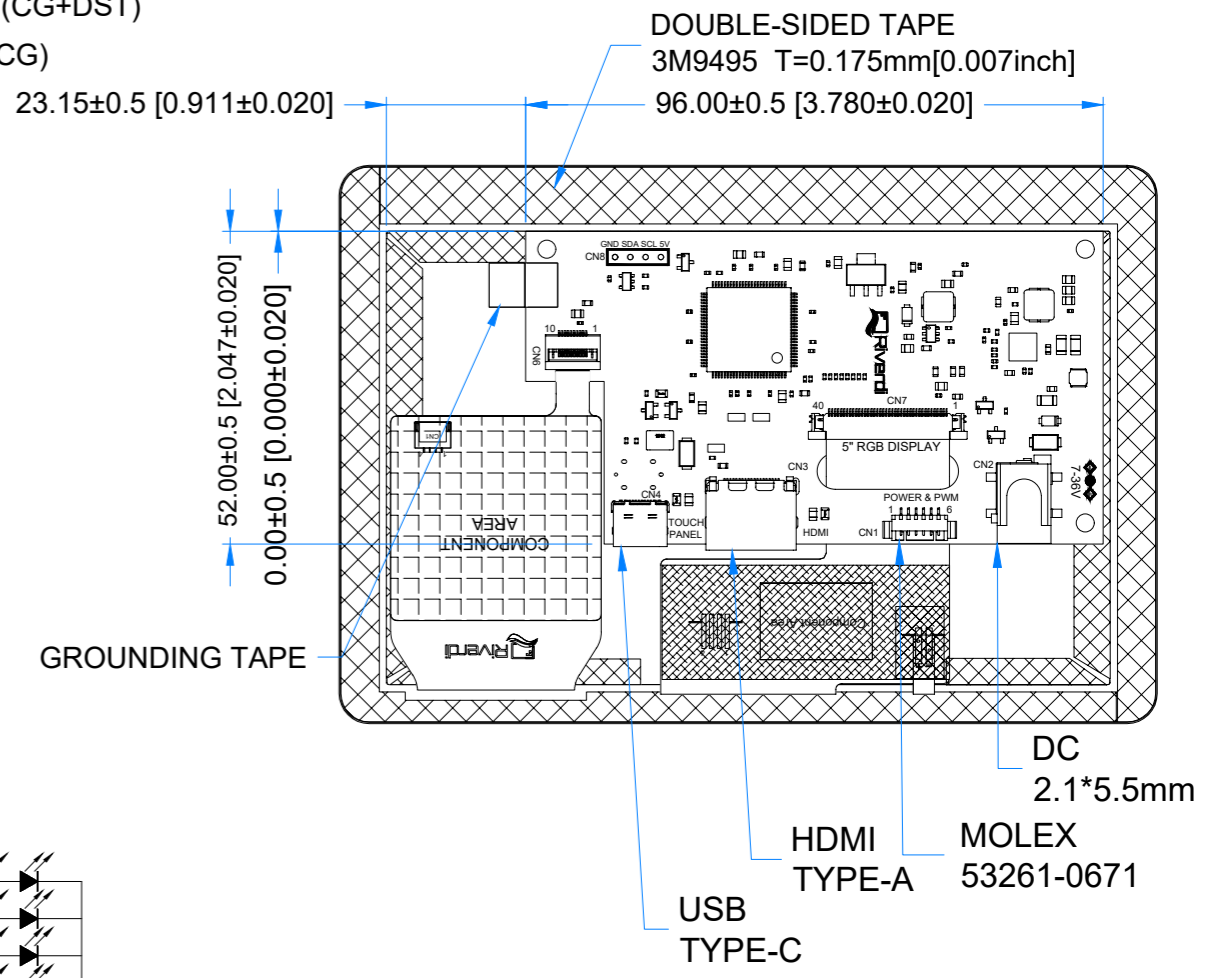 (CG+DST)
CG)
DOUBLE-SIDED TAPE
3M9495 T=0.175mm[0.007inch]
23.15±0.5 [0.911±0.020]
96.00±0.5 [3.780±0.020]
52.00±0.5 [2.047±0.020]
0.00±0.5 [0.000±0.020]
GND SDA SCL 5V
CN8
10 1
CN6
Riverdi
CN7
40 1
5" RGB DISPLAY
CN1
CN3
CN2
7-36V
CN4
POWER & PWM
1 6
TOUCH
PANEL
HDMI
CN1
COMPONENT
AREA
Component Area
Riverdi
GROUNDING TAPE
DC
2.1*5.5mm
HDMI
TYPE-A
MOLEX
53261-0671
USB
TYPE-C